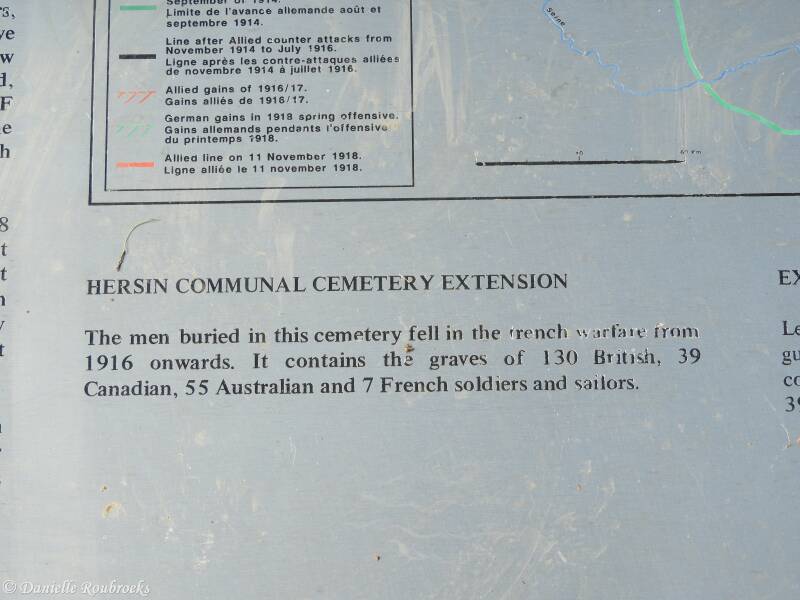 September of 1914.
Limite de l'avance allemande août et
septembre 1914.
Line after Allied counter attacks from
November 1914 to July 1916.
Ligne après les contre-attaques alliées
de novembre 1914 à juillet 1916.
Allied gains of 1916/17.
Gains alliés de 1916/17.
German gains in 1918 spring offensive.
Gains allemands pendants l'offensive
du printemps 1918.
Allied line on 11 November 1918.
Ligne alliée le 11 november 1918.
Seine
HERSIN COMMUNAL CEMETERY EXTENSION
The men buried in this cemetery fell in the trench warfare from
1916 onwards. It contains the graves of 130 British, 39
Canadian, 55 Australian and 7 French soldiers and sailors.
EX
Le
gu
co
39
© Danielle Roubroeks